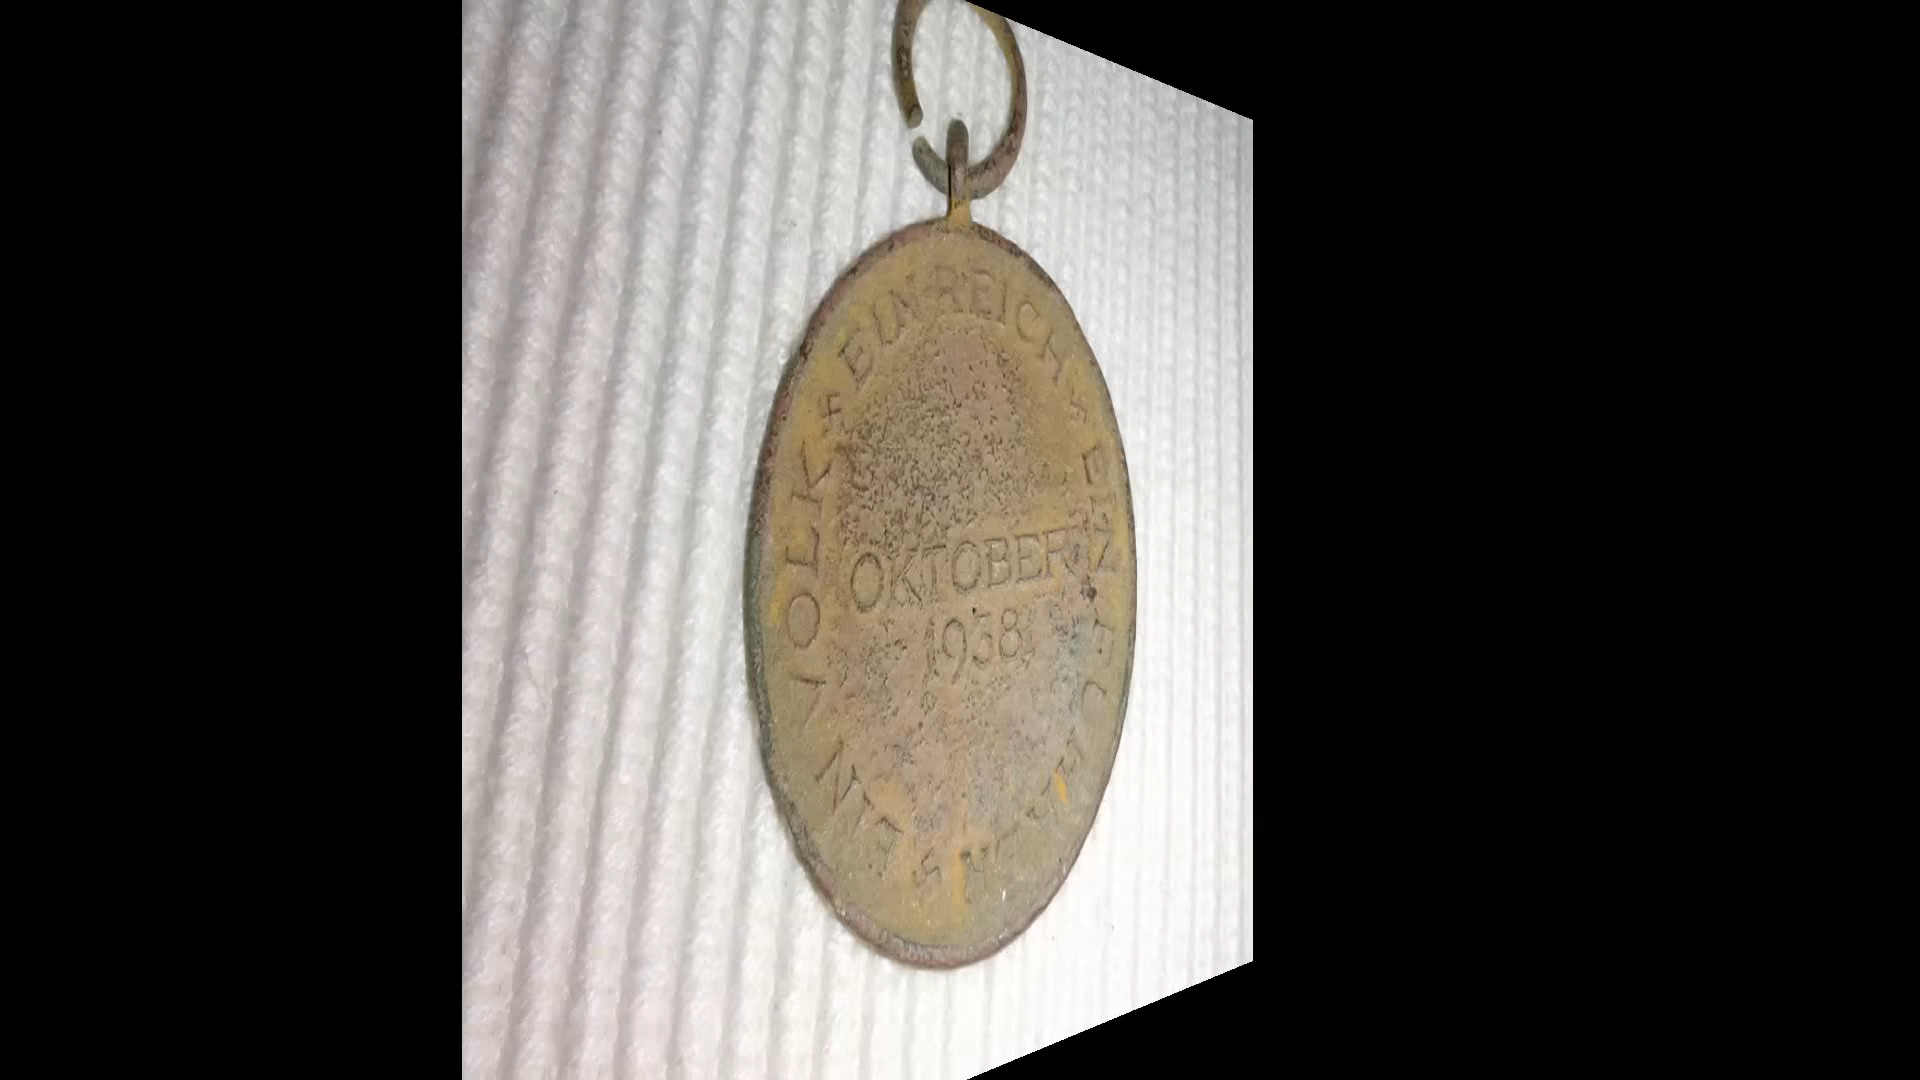 EIN VOLK
EIN REICH
EIN
OKTOBER
1938